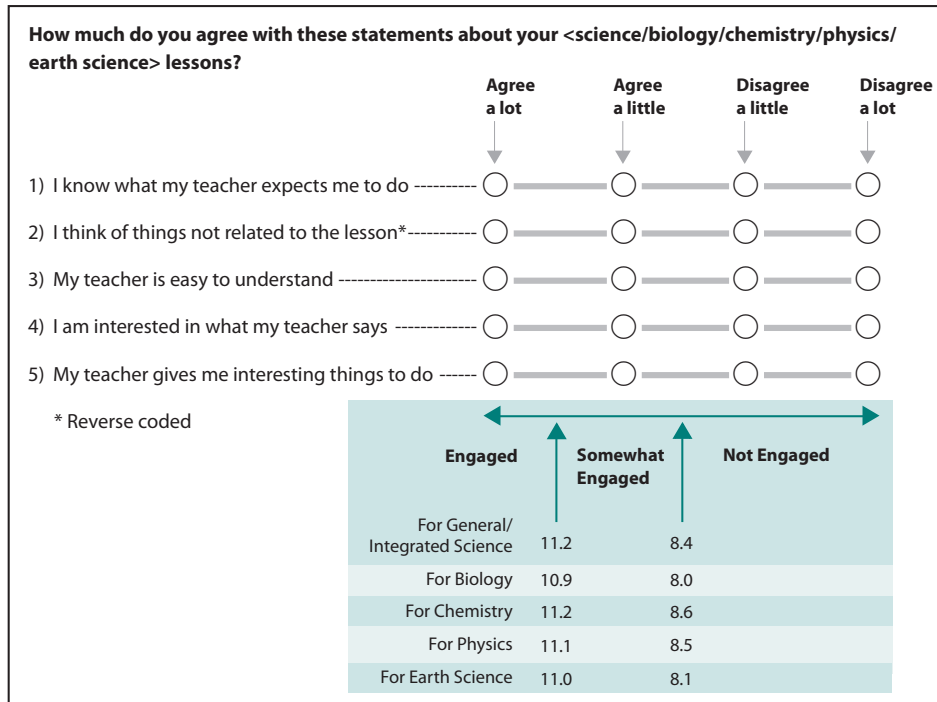 How much do you agree with these statements about your <science/biology/chemistry/physics/
earth science> lessons?
Agree a lot
Agree a little
Disagree a little
Disagree a lot
1) I know what my teacher expects me to do
2) I think of things not related to the lesson*
3) My teacher is easy to understand
4) I am interested in what my teacher says
5) My teacher gives me interesting things to do
* Reverse coded
Engaged
Somewhat
Engaged
Not Engaged
For General/
Integrated Science 11.2 8.4
For Biology 10.9 8.0
For Chemistry 11.2 8.6
For Physics 11.1 8.5
For Earth Science 11.0 8.1